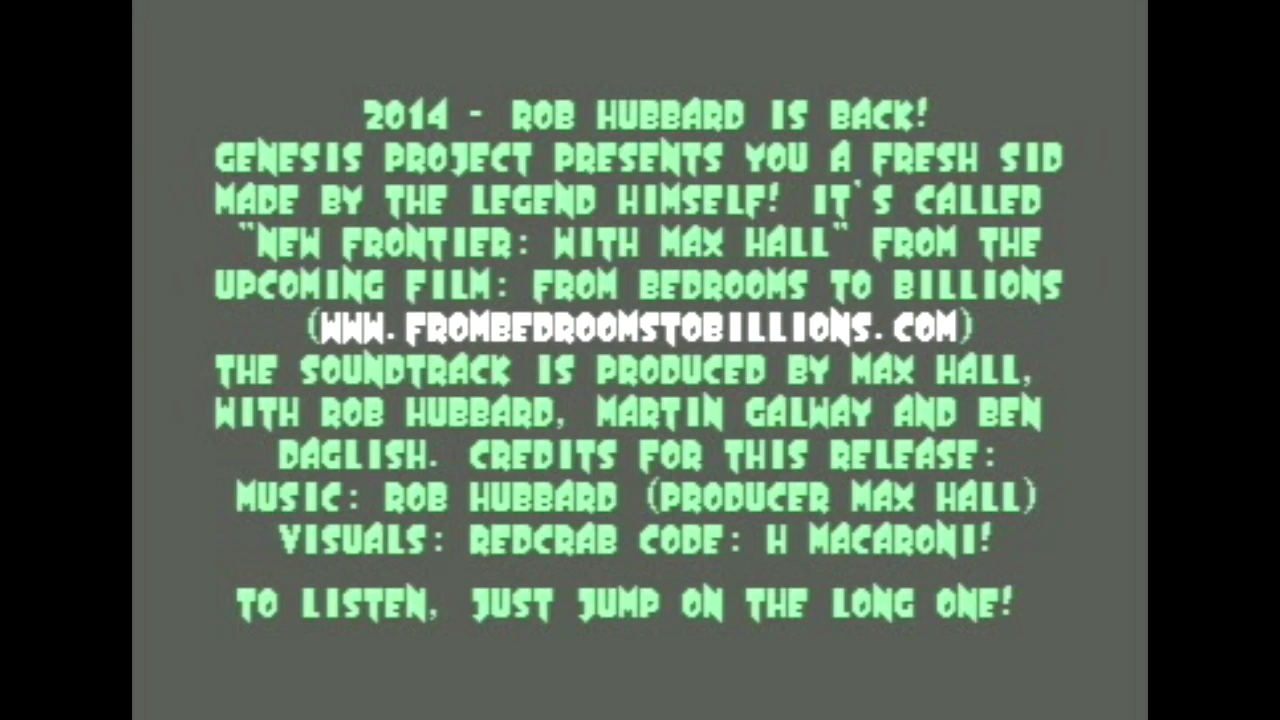 2014 - ROB HUBBARD IS BACK!
GENESIS PROJECT PRESENTS YOU A FRESH SID
MADE BY THE LEGEND HIMSELF! IT'S CALLED
"NEW FRONTIER: WITH MAX HALL" FROM THE
UPCOMING FILM: FROM BEDROOMS TO BILLIONS
(WWW.FROMBEDROOMSTOBILLIONS.COM)
THE SOUNDTRACK IS PRODUCED BY MAX HALL,
WITH ROB HUBBARD, MARTIN GALWAY AND BEN
DAGLISH. CREDITS FOR THIS RELEASE:
MUSIC: ROB HUBBARD (PRODUCER MAX HALL)
VISUALS: REDCRAB CODE: H MACARONI!
TO LISTEN, JUST JUMP ON THE LONG ONE!